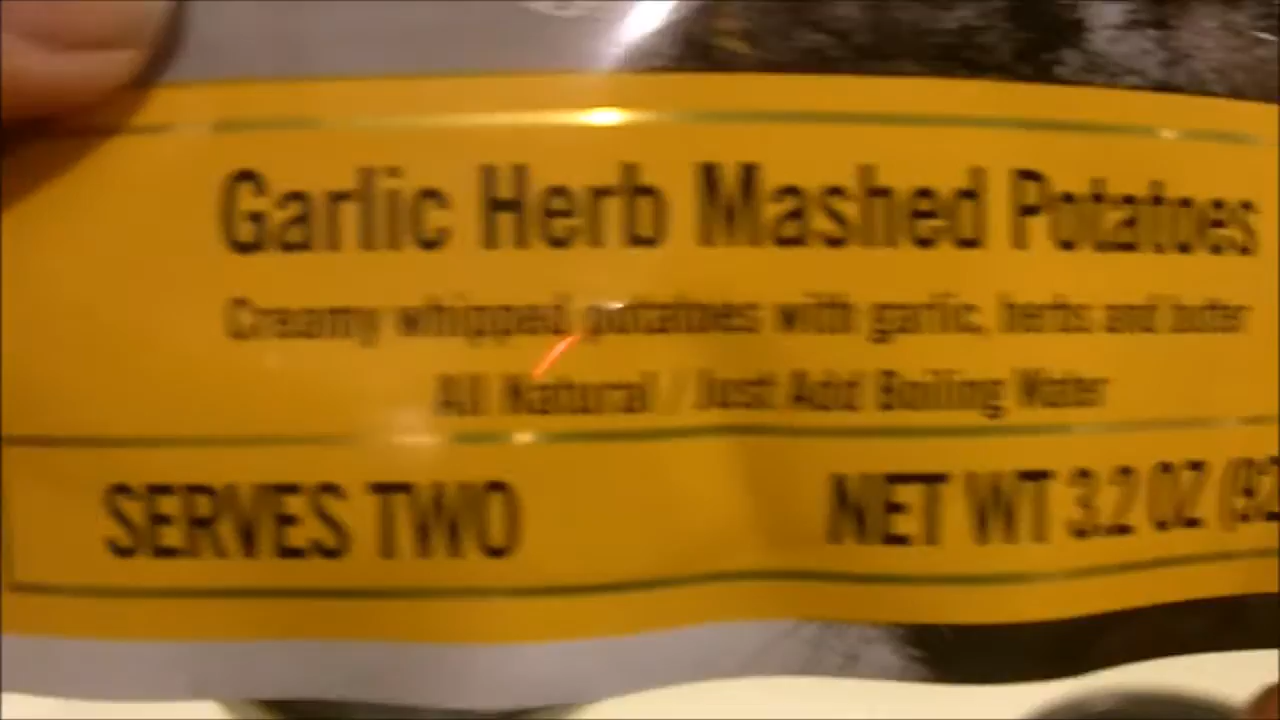 Garlic Herb Mashed Potatoes
Creamy whipped potatoes with garlic, herbs and butter
All Natural / Just Add Boiling Water
SERVES TWO
NET WT 3.2 OZ (92